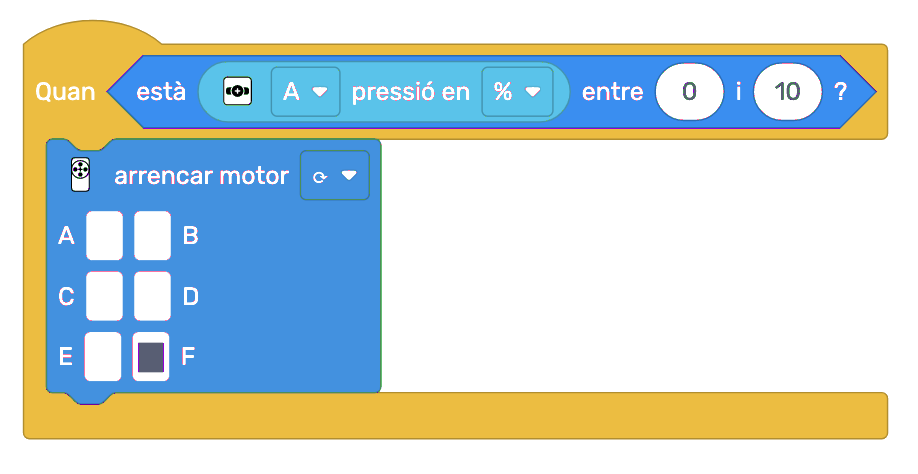 Quan està A pressió en % entre 0 i 10 ?
arrencar motor
A B
C D
E F